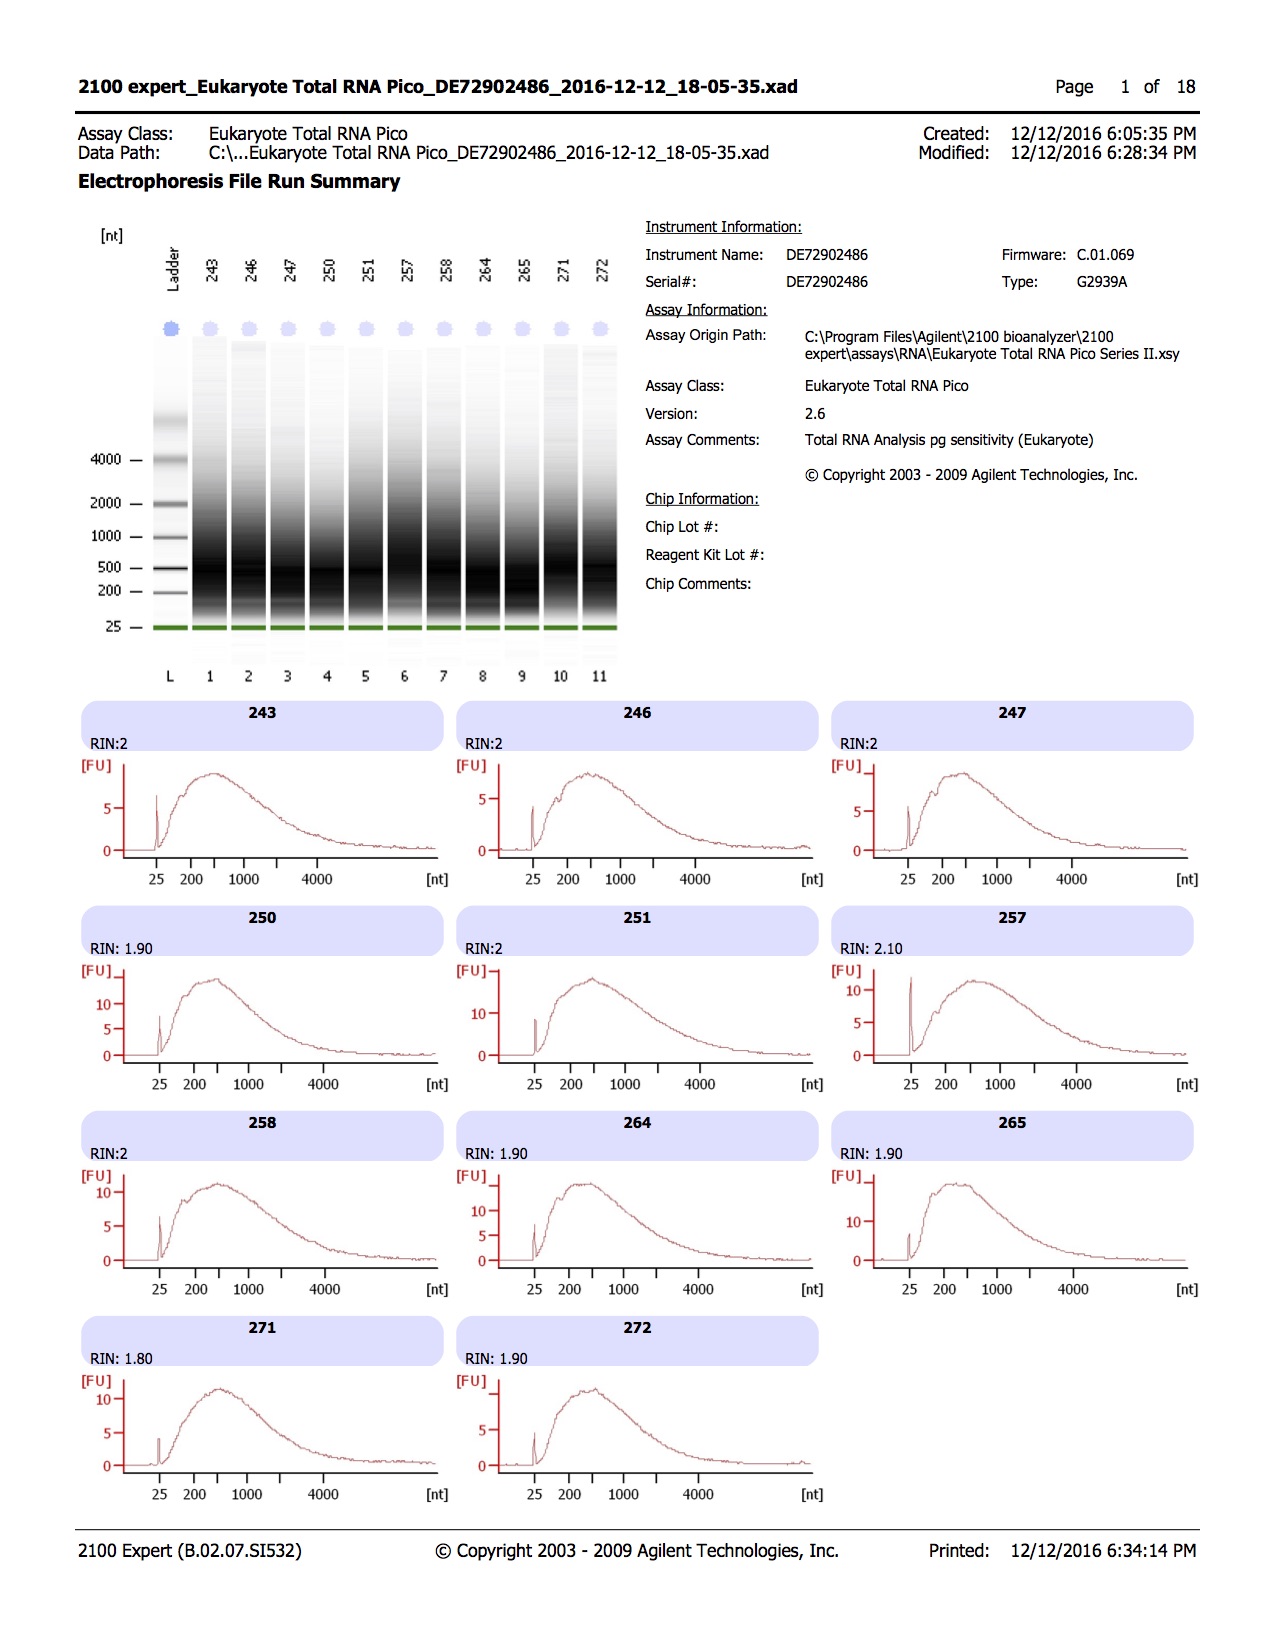 2100 expert_Eukaryote Total RNA Pico_DE72902486_2016-12-12_18-05-35.xad Page 1 of 18
Assay Class: Eukaryote Total RNA Pico Created: 12/12/2016 6:05:35 PM
Data Path: C:\...Eukaryote Total RNA Pico_DE72902486_2016-12-12_18-05-35.xad Modified: 12/12/2016 6:28:34 PM
Electrophoresis File Run Summary
[nt]
Ladder 243 246 247 250 251 257 258 264 265 271 272
4000
2000
1000
500
200
25
L 1 2 3 4 5 6 7 8 9 10 11
Instrument Information:
Instrument Name: DE72902486 Firmware: C.01.069
Serial#: DE72902486 Type: G2939A
Assay Information:
Assay Origin Path: C:\Program Files\Agilent\2100 bioanalyzer\2100
expert\assays\RNA\Eukaryote Total RNA Pico Series II.xsy
Assay Class: Eukaryote Total RNA Pico
Version: 2.6
Assay Comments: Total RNA Analysis pg sensitivity (Eukaryote)
© Copyright 2003 - 2009 Agilent Technologies, Inc.
Chip Information:
Chip Lot #:
Reagent Kit Lot #:
Chip Comments:
243 246 247
RIN:2 RIN:2 RIN:2
[FU] [FU] [FU]
5 5 5
0 0 0
25 200 1000 4000 [nt] 25 200 1000 4000 [nt] 25 200 1000 4000 [nt]
250 251 257
RIN: 1.90 RIN:2 RIN: 2.10
[FU] [FU] [FU]
10 10 10
5 5
0 0 0
25 200 1000 4000 [nt] 25 200 1000 4000 [nt] 25 200 1000 4000 [nt]
258 264 265
RIN:2 RIN: 1.90 RIN: 1.90
[FU] [FU] [FU]
10 10 10
5 5
0 0 0
25 200 1000 4000 [nt] 25 200 1000 4000 [nt] 25 200 1000 4000 [nt]
271 272
RIN: 1.80 RIN: 1.90
[FU] [FU]
10
5 5
0 0
25 200 1000 4000 [nt] 25 200 1000 4000 [nt]
2100 Expert (B.02.07.SI532) © Copyright 2003 - 2009 Agilent Technologies, Inc. Printed: 12/12/2016 6:34:14 PM